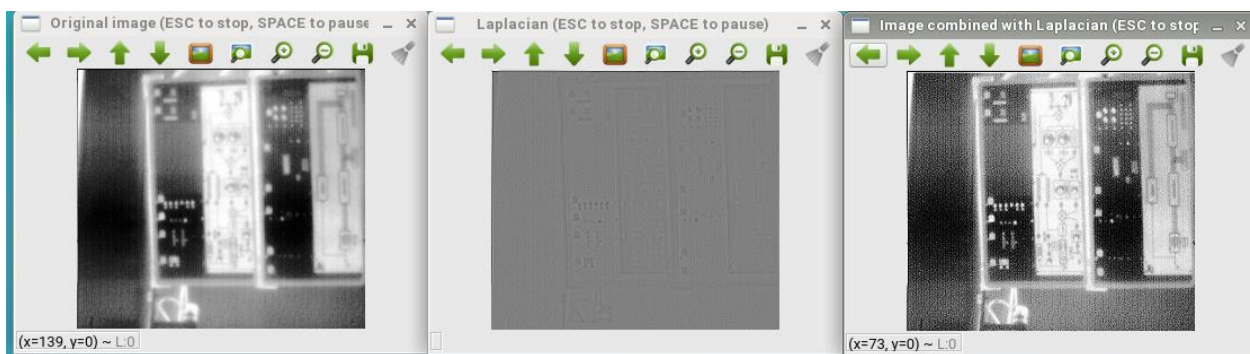 Original image (ESC to stop, SPACE to pause
Laplacian (ESC to stop, SPACE to pause)
Image combined with Laplacian (ESC to stop
(x=139, y=0) ~ L:0
(x=73, y=0) ~ L:0